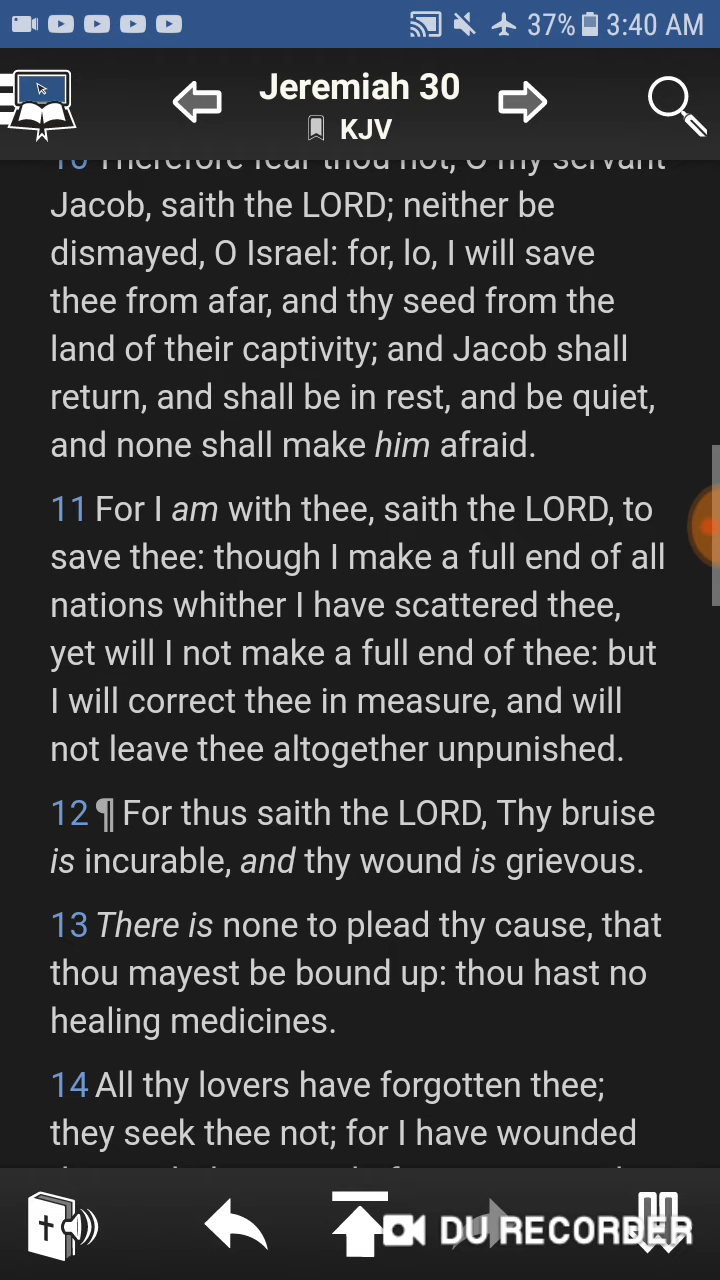 37% 3:40 AM
Jeremiah 30
KJV
10 Therefore fear thou not, O my servant
Jacob, saith the LORD; neither be
dismayed, O Israel: for, lo, I will save
thee from afar, and thy seed from the
land of their captivity; and Jacob shall
return, and shall be in rest, and be quiet,
and none shall make him afraid.
11 For I am with thee, saith the LORD, to
save thee: though I make a full end of all
nations whither I have scattered thee,
yet will I not make a full end of thee: but
I will correct thee in measure, and will
not leave thee altogether unpunished.
12 ¶ For thus saith the LORD, Thy bruise
is incurable, and thy wound is grievous.
13 There is none to plead thy cause, that
thou mayest be bound up: thou hast no
healing medicines.
14 All thy lovers have forgotten thee;
they seek thee not; for I have wounded
DU RECORDER